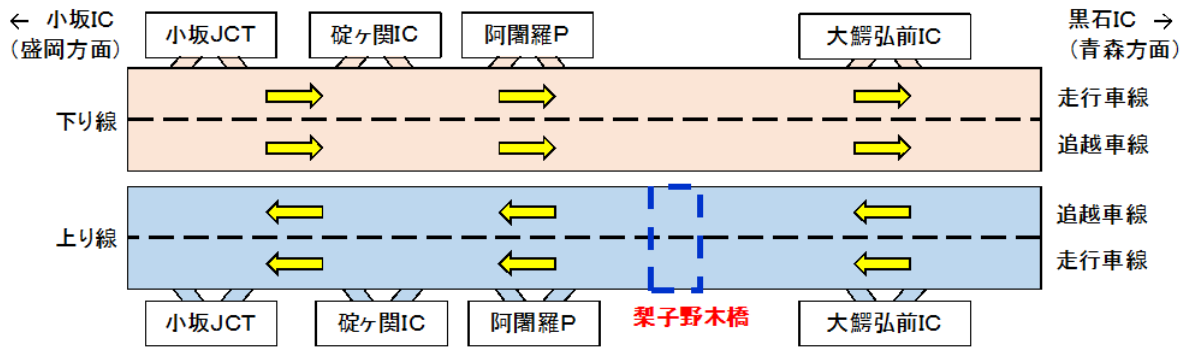 ← 小坂IC
(盛岡方面)
小坂JCT
碇ヶ関IC
阿闍羅P
大鰐弘前IC
黒石IC →
(青森方面)
下り線
走行車線
追越車線
上り線
追越車線
走行車線
小坂JCT
碇ヶ関IC
阿闍羅P
梨子野木橋
大鰐弘前IC